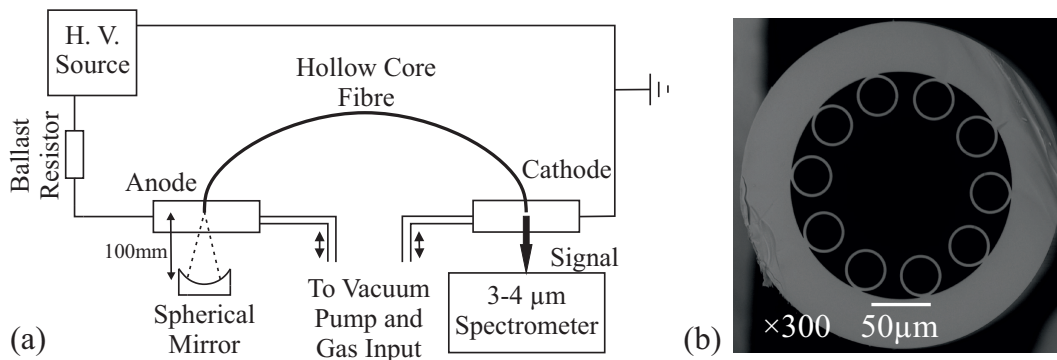 H. V.
Source
Ballast
Resistor
Hollow Core
Fibre
Anode
Cathode
100mm
Spherical
Mirror
To Vacuum
Pump and
Gas Input
Signal
3-4 µm
Spectrometer
(a)
×300
50µm
(b)